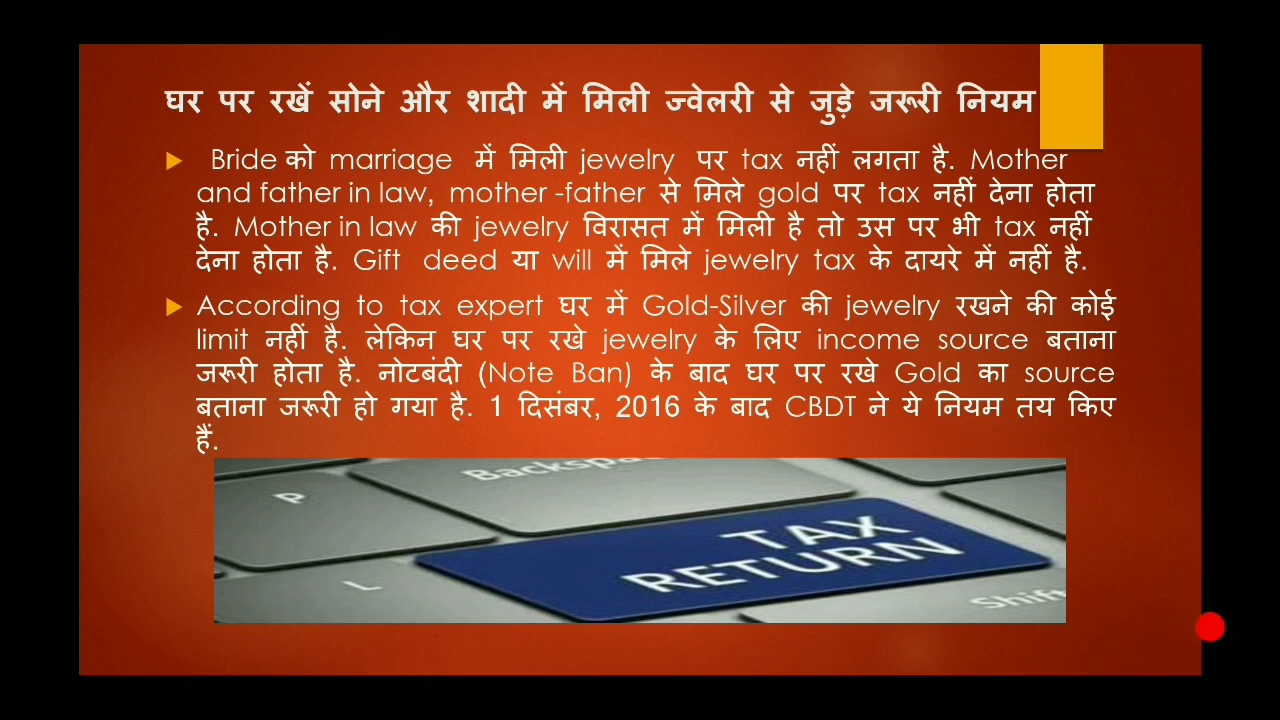 घर पर रखें सोने और शादी में मिली ज्वेलरी से जुड़े जरूरी नियम
Bride को marriage में मिली jewelry पर tax नहीं लगता है. Mother
and father in law, mother -father से मिले gold पर tax नहीं देना होता
है. Mother in law की jewelry विरासत में मिली है तो उस पर भी tax नहीं
देना होता है. Gift deed या will में मिले jewelry tax के दायरे में नहीं है.
According to tax expert घर में Gold-Silver की jewelry रखने की कोई
limit नहीं है. लेकिन घर पर रखे jewelry के लिए income source बताना
जरूरी होता है. नोटबंदी (Note Ban) के बाद घर पर रखे Gold का source
बताना जरूरी हो गया है. 1 दिसंबर, 2016 के बाद CBDT ने ये नियम तय किए
हैं.
Backspa
P
TAX
RETURN
L
Shift